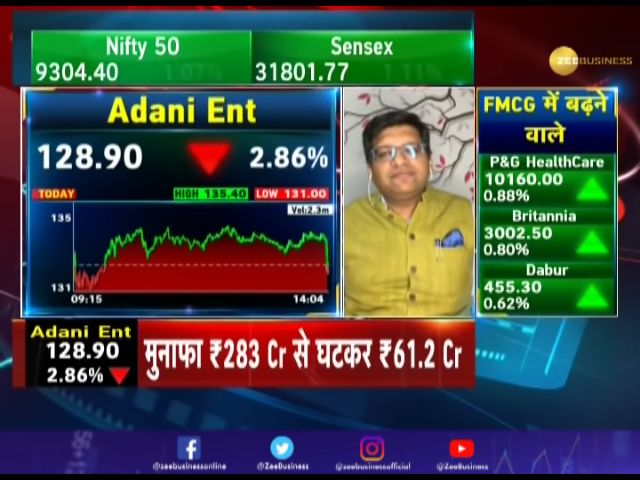 Nifty 50
Sensex
9304.40
31801.77
ZEE BUSINESS
Adani Ent
128.90 2.86%
TODAY HIGH 135.40 LOW 131.00
Vol:2.3m
135
131
09:15 14:04
FMCG में बढ़ने
वाले
P&G HealthCare
10160.00
0.88%
Britannia
3002.50
0.80%
Dabur
455.30
0.62%
Adani Ent
128.90
2.86%
मुनाफा ₹283 Cr से घटकर ₹61.2 Cr
@zeebusinessonline
@ZeeBusiness
@zeebusinessofficial
@ZeeBusiness